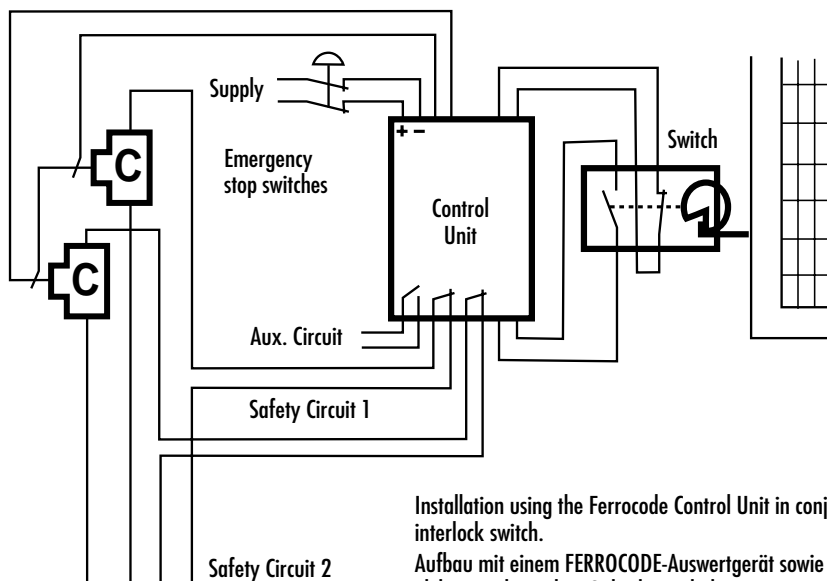 Supply
Emergency
stop switches
+ -
Control
Unit
Switch
C
C
Aux. Circuit
Safety Circuit 1
Safety Circuit 2
Installation using the Ferrocode Control Unit in conj
interlock switch.
Aufbau mit einem FERROCODE-Auswertgerät sowie